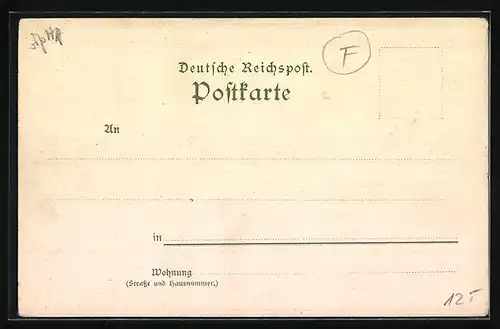 F
Deutsche Reichspost.
Postkarte
An
in
Wohnung
(Straße und Hausnummer.)
12